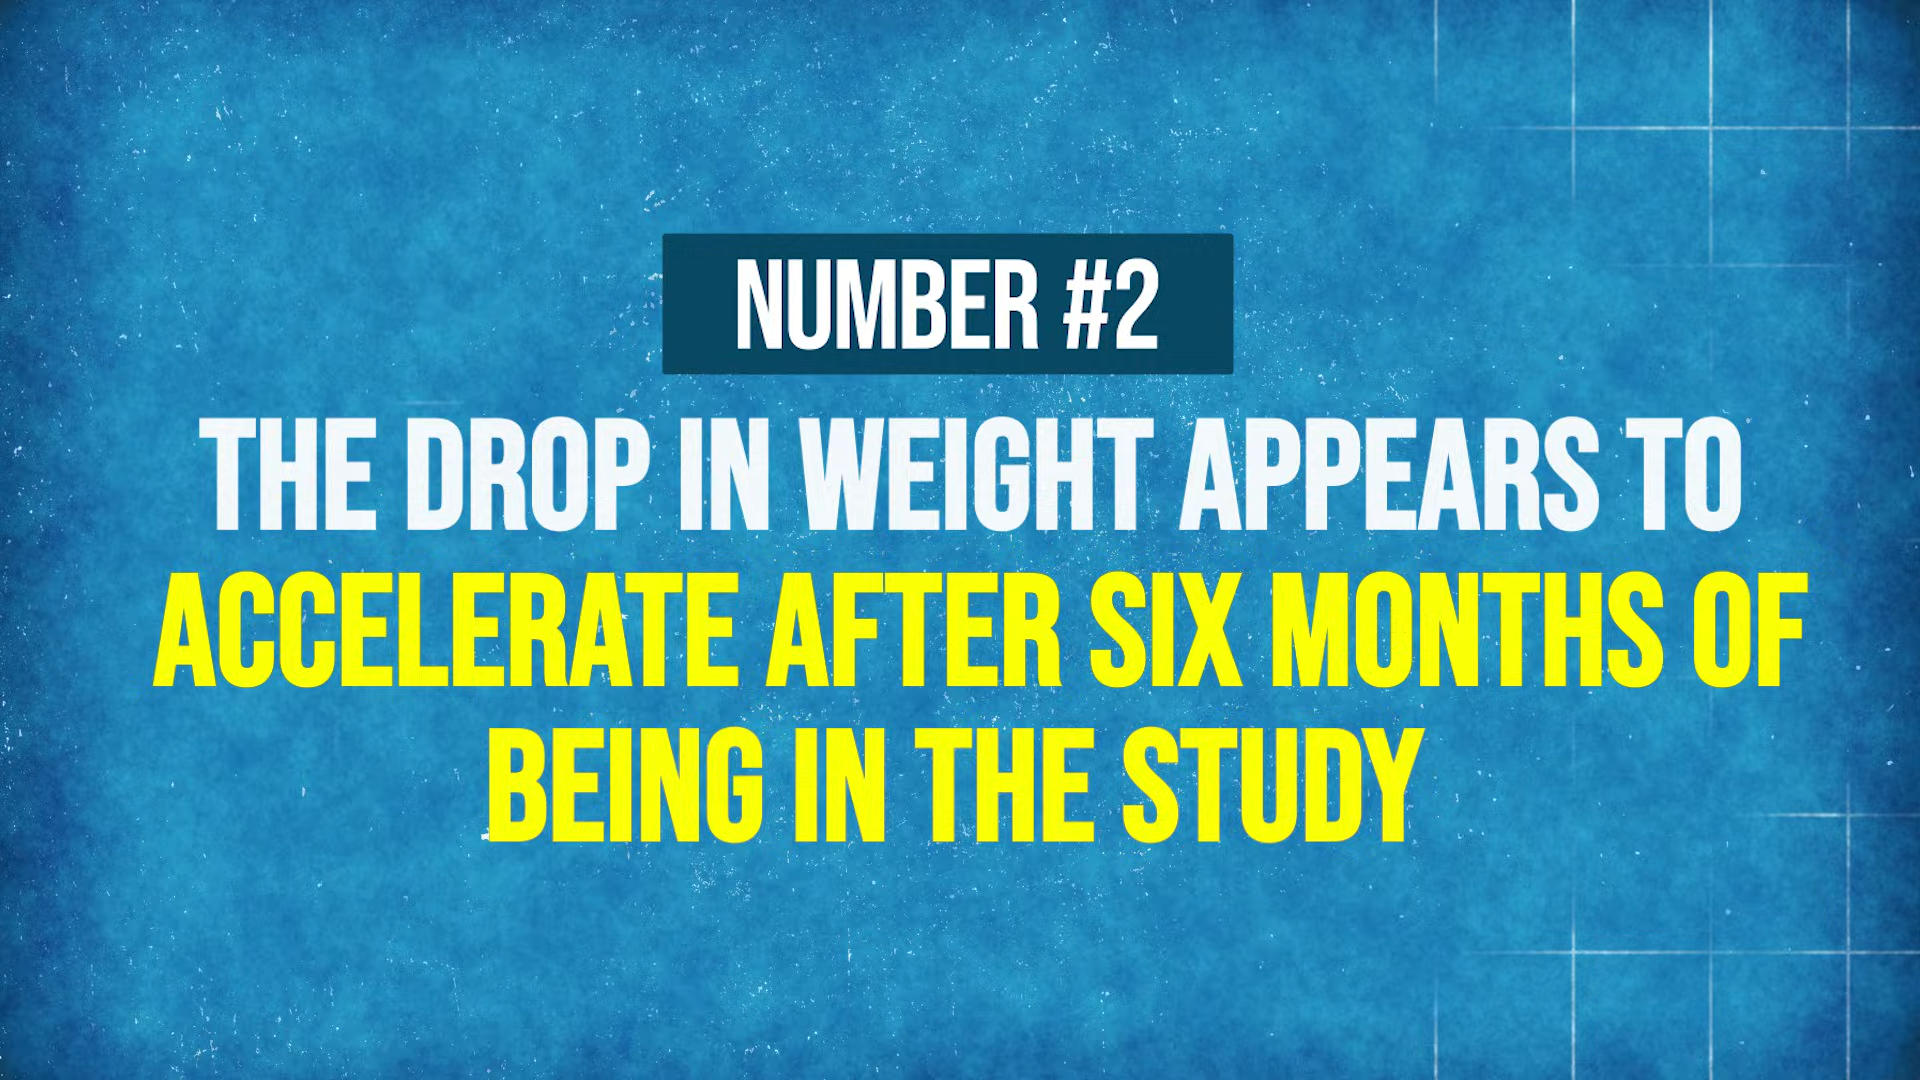 NUMBER #2
THE DROP IN WEIGHT APPEARS TO
ACCELERATE AFTER SIX MONTHS OF
BEING IN THE STUDY